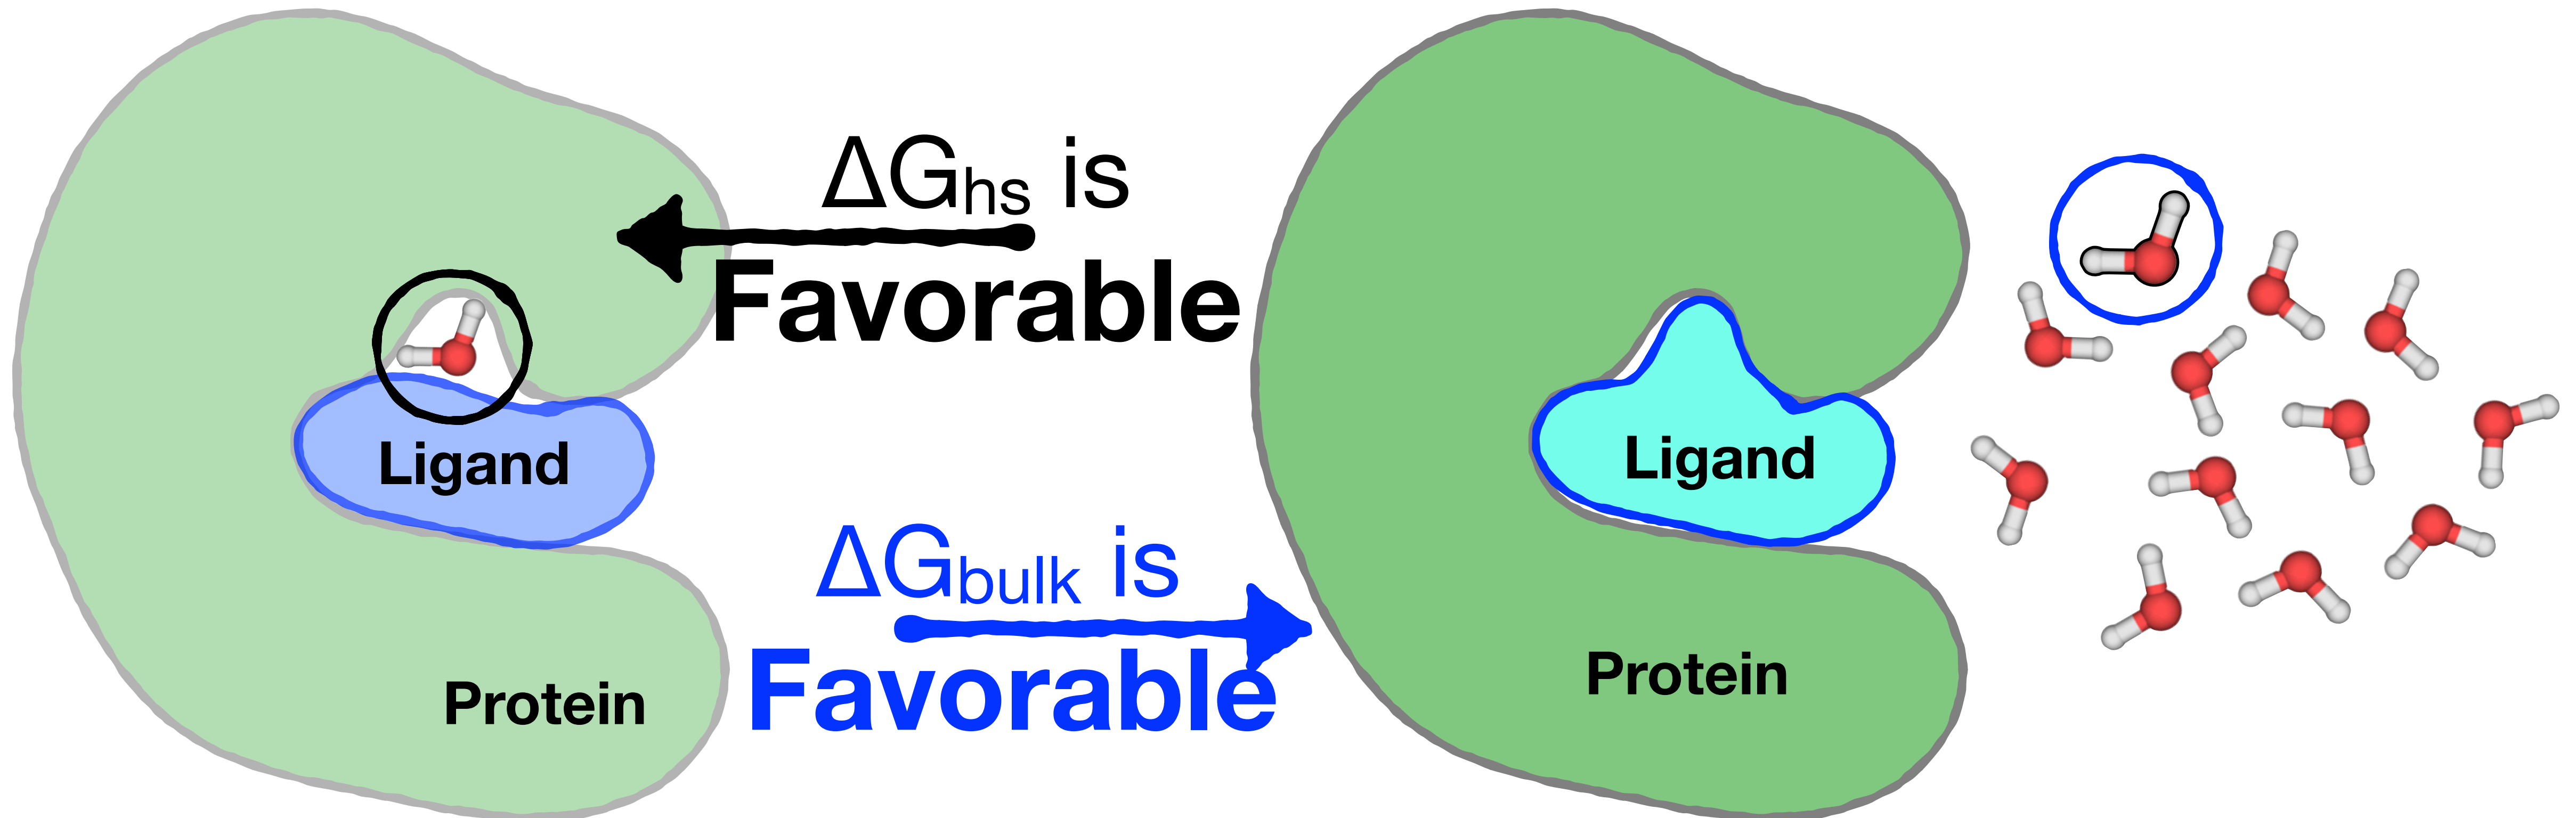 ΔGhs is
Favorable
Ligand
Protein
ΔGbulk is
Favorable
Ligand
Protein